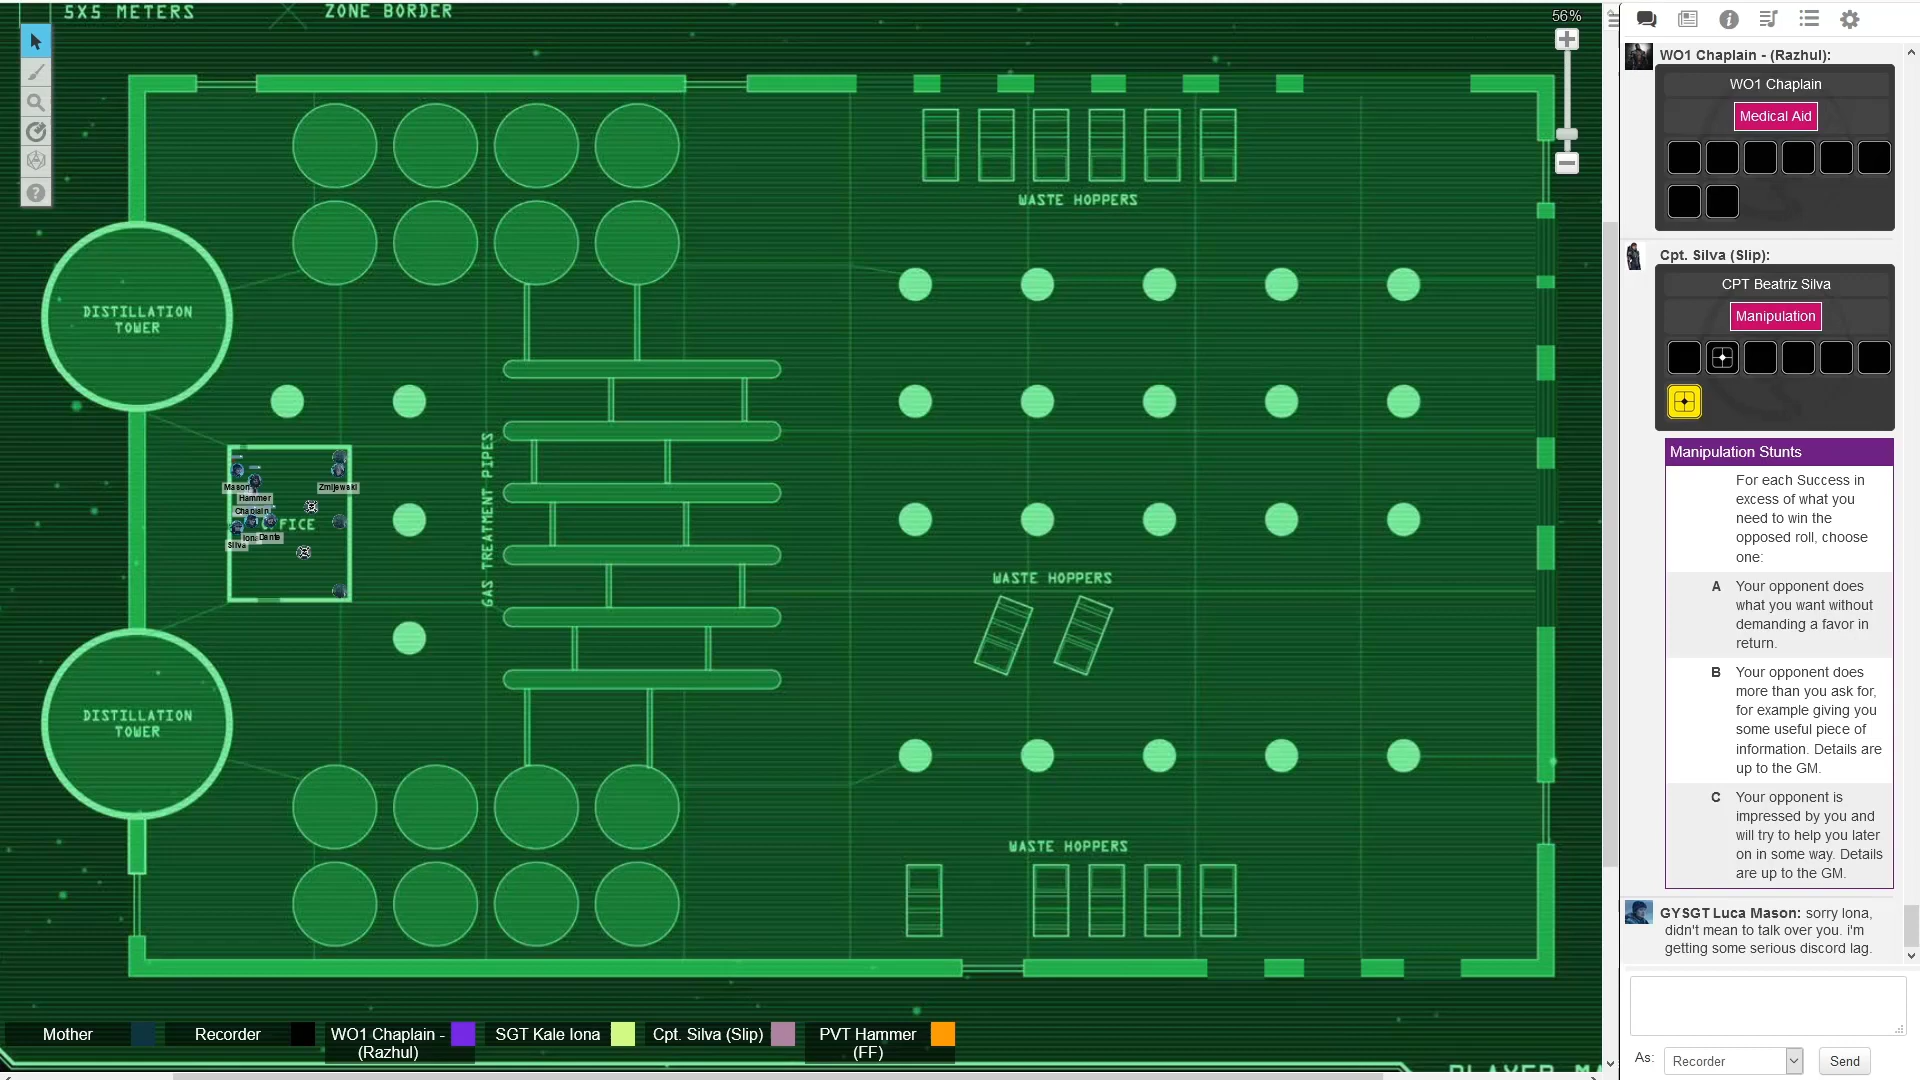 5X5 METERS
ZONE BORDER
56%
WASTE HOPPERS
DISTILLATION
TOWER
GAS TREATMENT PIPES
Mason
Hammer
Zmijewski
Chaplain
FICE
Iona
Dante
Silva
WASTE HOPPERS
DISTILLATION
TOWER
WASTE HOPPERS
Mother
Recorder
WO1 Chaplain -
(Razhul)
SGT Kale Iona
Cpt. Silva (Slip)
PVT Hammer
(FF)
WO1 Chaplain - (Razhul):
WO1 Chaplain
Medical Aid
Cpt. Silva (Slip):
CPT Beatriz Silva
Manipulation
Manipulation Stunts
For each Success in
excess of what you
need to win the
opposed roll, choose
one:
A Your opponent does
what you want without
demanding a favor in
return.
B Your opponent does
more than you ask for,
for example giving you
some useful piece of
information. Details are
up to the GM.
C Your opponent is
impressed by you and
will try to help you later
on in some way. Details
are up to the GM.
GYSGT Luca Mason: sorry Iona,
didn't mean to talk over you. i'm
getting some serious discord lag.
As: Recorder Send